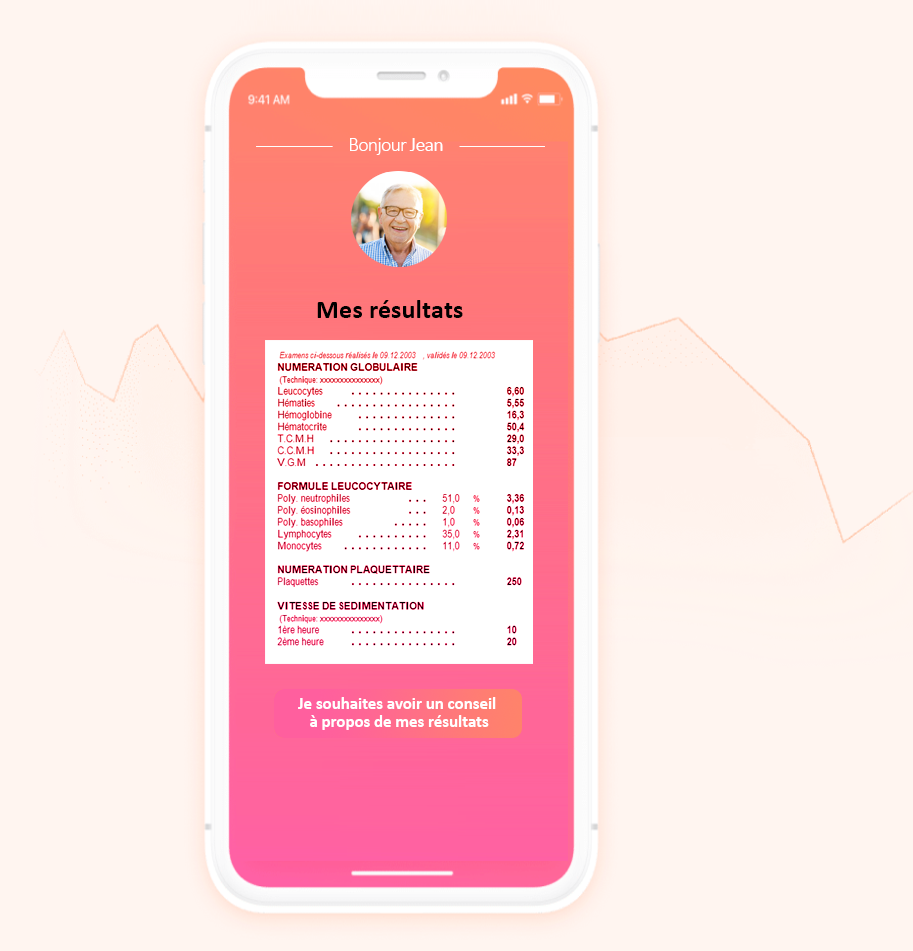 9:41 AM
Bonjour Jean
Mes résultats
Examens ci-dessous réalisés le 09 12 2003 , validés le 09 12 2003
NUMERATION GLOBULAIRE
(Technique: xxxxxxxxxxxxxx)
Leucocytes . . . . . . . . . . . . . . . 6,60
Hématies . . . . . . . . . . . . . . . . . 5,55
Hémoglobine . . . . . . . . . . . . . . 16,3
Hématocrite . . . . . . . . . . . . . . 50,4
T.C.M.H . . . . . . . . . . . . . . . . . . 29,0
C.C.M.H . . . . . . . . . . . . . . . . . . 33,3
V.G.M . . . . . . . . . . . . . . . . . . . . 87
FORMULE LEUCOCYTAIRE
Poly. neutrophiles . . . 51,0 % 3,36
Poly. éosinophiles . . . 2,0 % 0,13
Poly. basophiles . . . . . 1,0 % 0,06
Lymphocytes . . . . . . . . . . 35,0 % 2,31
Monocytes . . . . . . . . . . . . 11,0 % 0,72
NUMERATION PLAQUETTAIRE
Plaquettes . . . . . . . . . . . . . . . 250
VITESSE DE SEDIMENTATION
(Technique: xxxxxxxxxxxxxx)
1ère heure . . . . . . . . . . . . . . . 10
2ème heure . . . . . . . . . . . . . . . 20
Je souhaites avoir un conseil
à propos de mes résultats